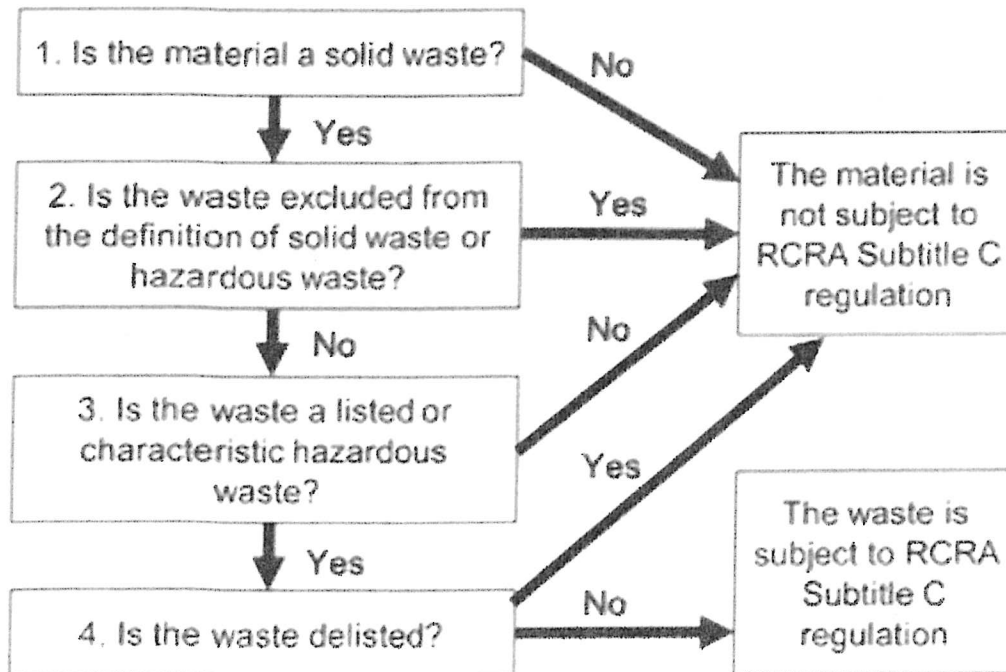 1. Is the material a solid waste?
No
Yes
2. Is the waste excluded from
the definition of solid waste or
hazardous waste?
Yes
The material is
not subject to
RCRA Subtitle C
regulation
No
No
3. Is the waste a listed or
characteristic hazardous
waste?
Yes
Yes
4. Is the waste delisted?
No
The waste is
subject to RCRA
Subtitle C
regulation